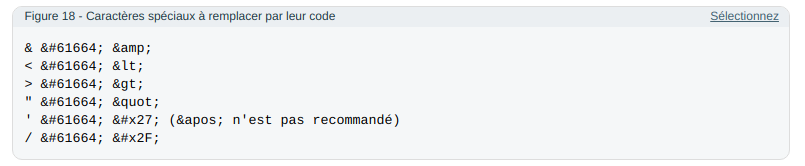 Figure 18 - Caractères spéciaux à remplacer par leur code
Sélectionnez
& &#61664; &amp;
< &#61664; &lt;
> &#61664; &gt;
" &#61664; &quot;
' &#61664; &#x27; (&apos; n'est pas recommandé)
/ &#61664; &#x2F;